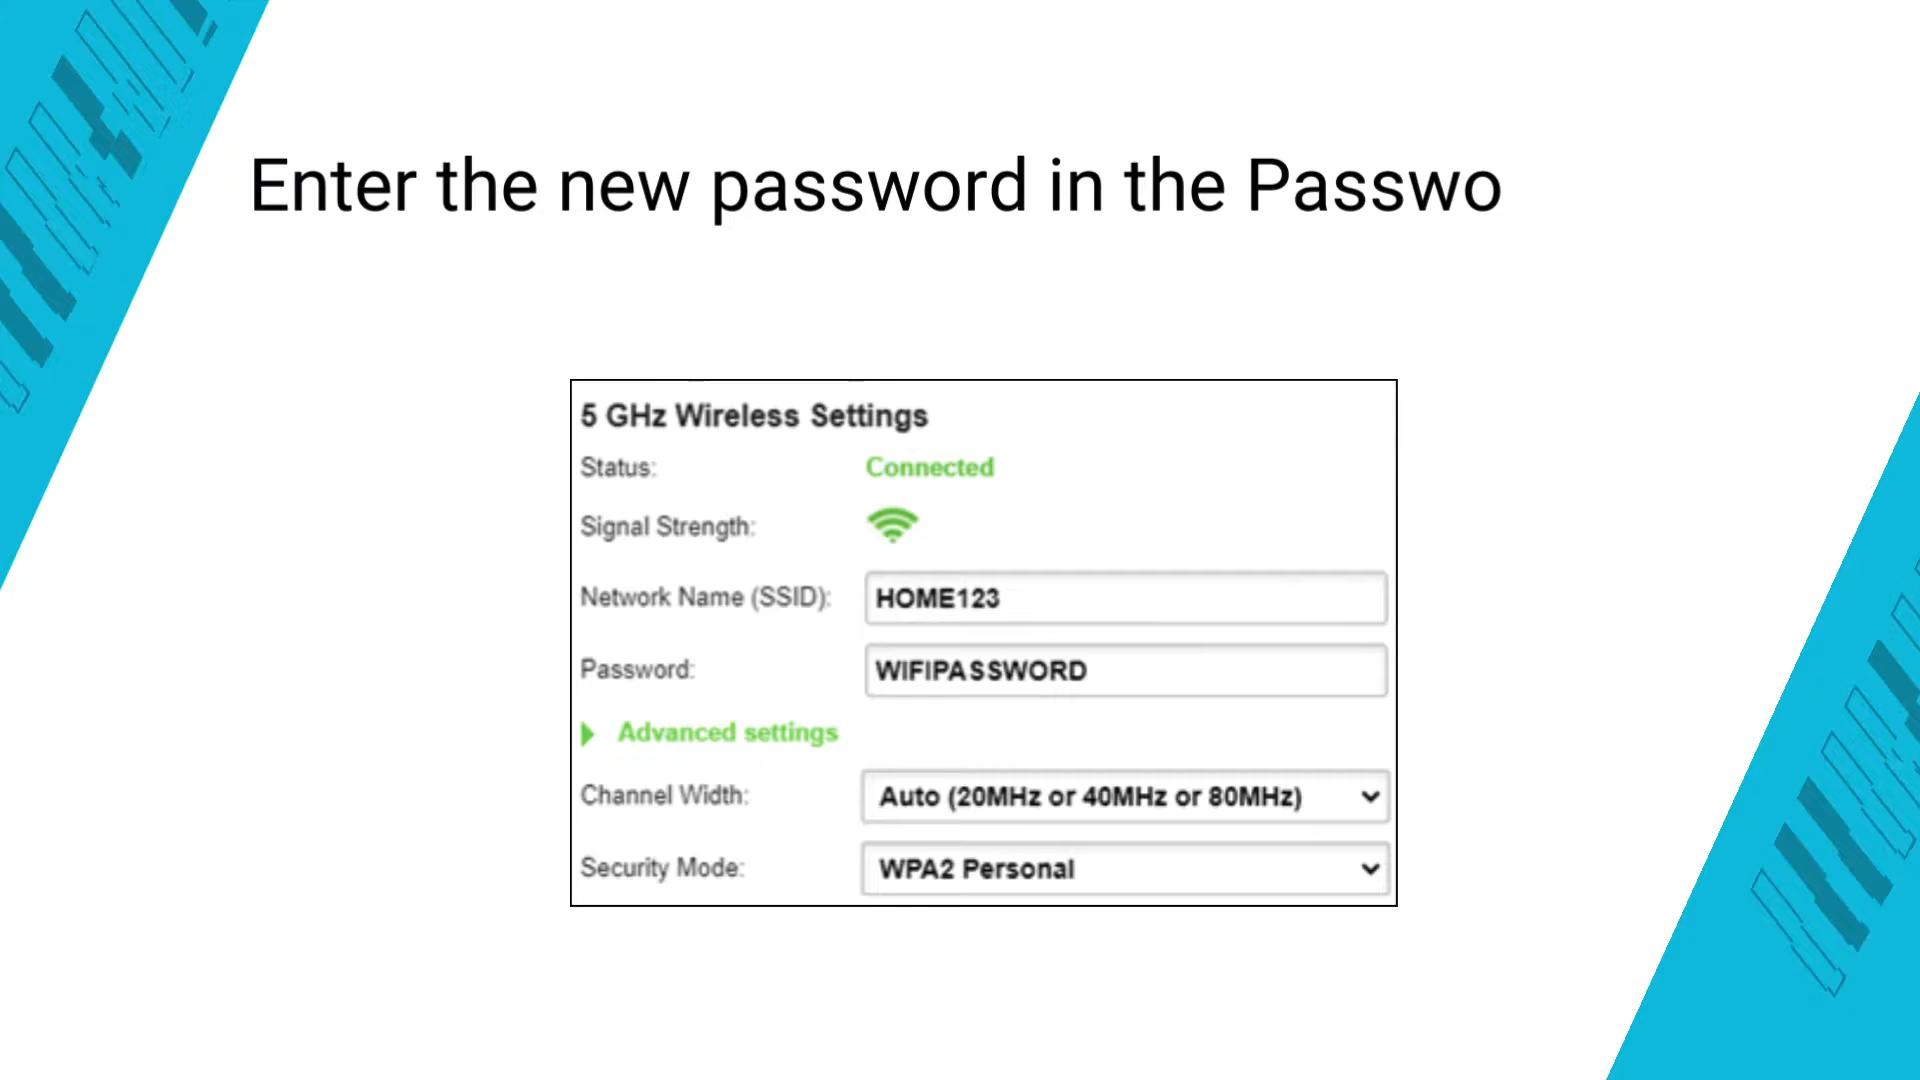 Enter the new password in the Passwo
5 GHz Wireless Settings
Status: Connected
Signal Strength:
Network Name (SSID): HOME123
Password: WIFIPASSWORD
Advanced settings
Channel Width: Auto (20MHz or 40MHz or 80MHz)
Security Mode: WPA2 Personal